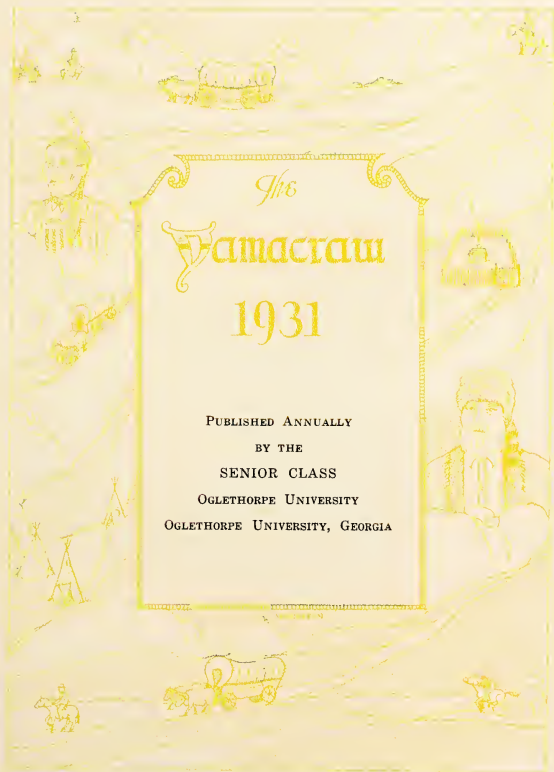 The
Yamacraw
1931
PUBLISHED ANNUALLY
BY THE
SENIOR CLASS
OGLETHORPE UNIVERSITY
OGLETHORPE UNIVERSITY, GEORGIA